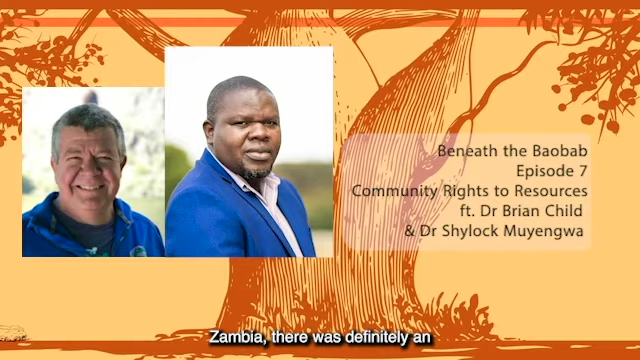 Beneath the Baobab
Episode 7
Community Rights to Resources
ft. Dr Brian Child
& Dr Shylock Muyengwa
Zambia, there was definitely an